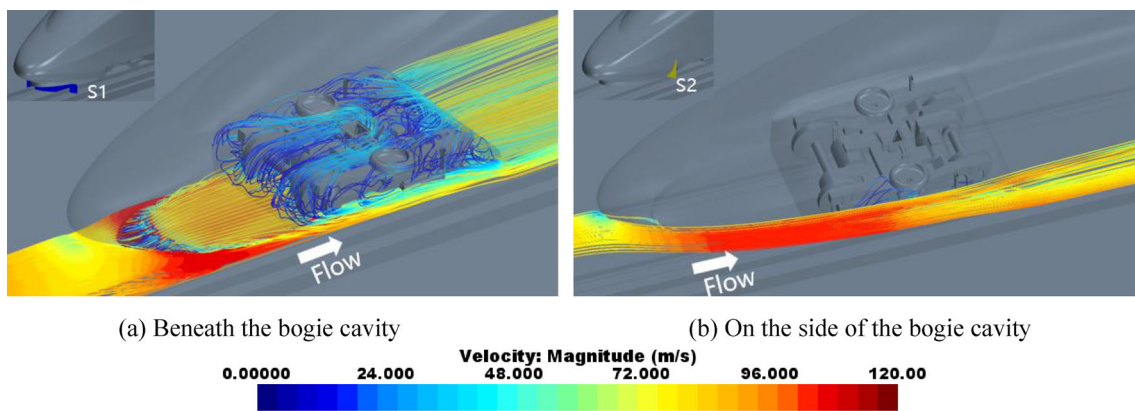 S1
Flow
S2
Flow
(a) Beneath the bogie cavity
(b) On the side of the bogie cavity
Velocity: Magnitude (m/s)
0.00000 24.000 48.000 72.000 96.000 120.00